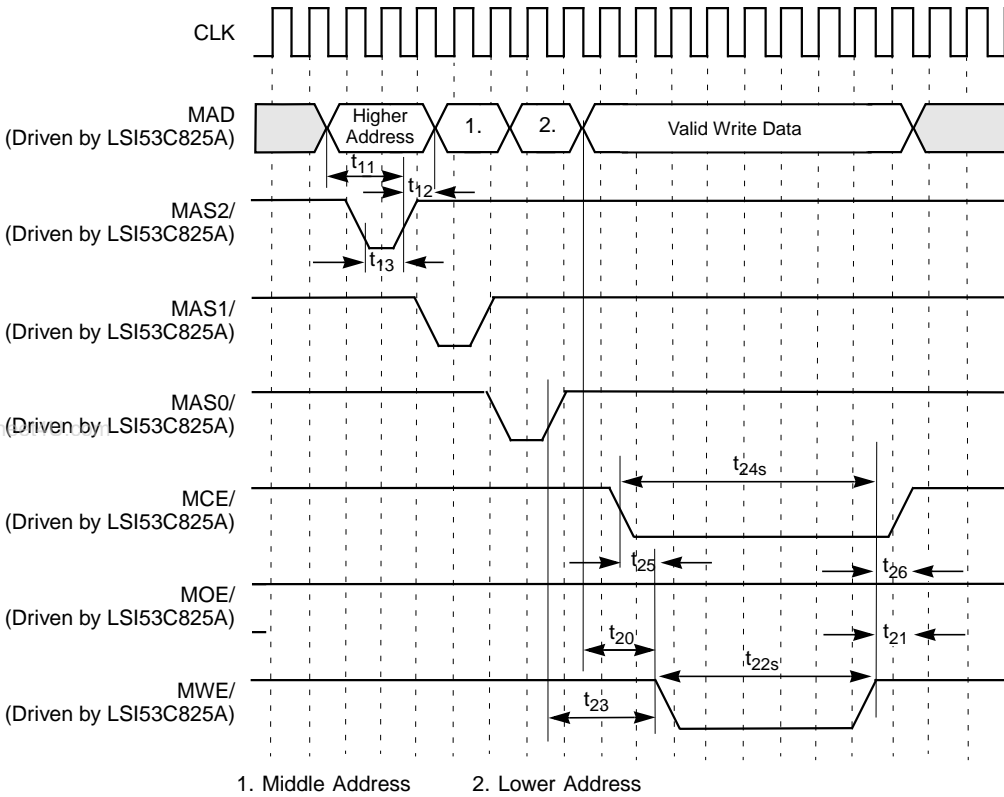 CLK
MAD
(Driven by LSI53C825A)
Higher
Address
1.
2.
Valid Write Data
t11
t12
MAS2/
(Driven by LSI53C825A)
t13
MAS1/
(Driven by LSI53C825A)
MAS0/
(Driven by LSI53C825A)
t24s
MCE/
(Driven by LSI53C825A)
t25
t26
MOE/
(Driven by LSI53C825A)
t20
t21
t22s
MWE/
(Driven by LSI53C825A)
t23
1. Middle Address
2. Lower Address